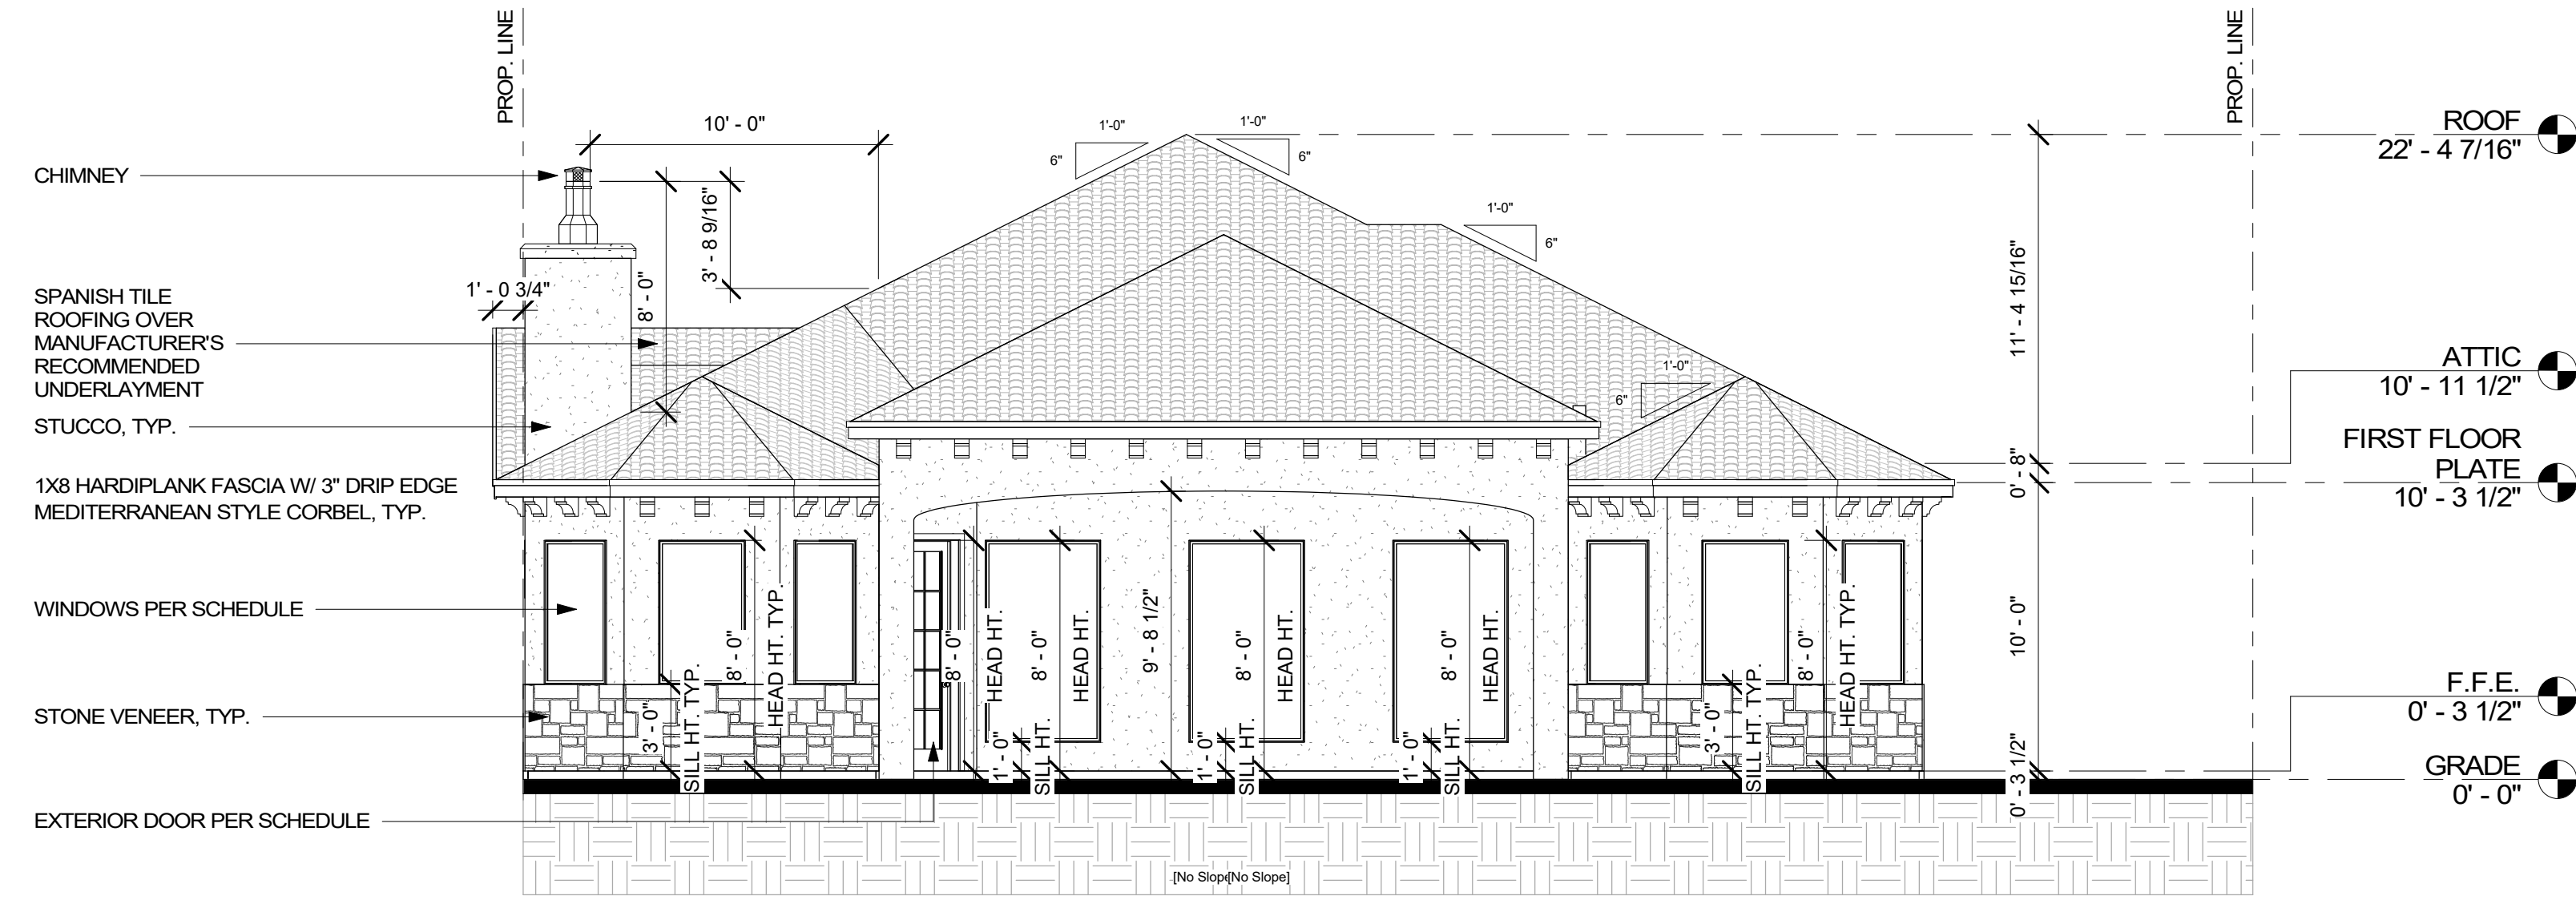 PROP. LINE
PROP. LINE
10' - 0"
1'-0"
6"
1'-0"
6"
1'-0"
6"
1'-0"
6"
ROOF
22' - 4 7/16"
CHIMNEY
3' - 8 9/16"
8' - 0"
1' - 0 3/4"
11' - 4 15/16"
SPANISH TILE
ROOFING OVER
MANUFACTURER'S
RECOMMENDED
UNDERLAYMENT
ATTIC
10' - 11 1/2"
STUCCO, TYP.
0' - 8"
FIRST FLOOR
PLATE
10' - 3 1/2"
1X8 HARDIPLANK FASCIA W/ 3" DRIP EDGE
MEDITERRANEAN STYLE CORBEL, TYP.
WINDOWS PER SCHEDULE
8' - 0"
HEAD HT. TYP.
3' - 0"
SILL HT. TYP.
8' - 0"
HEAD HT.
8' - 0"
HEAD HT.
1' - 0"
SILL HT.
9' - 8 1/2"
8' - 0"
HEAD HT.
1' - 0"
SILL HT.
8' - 0"
HEAD HT.
1' - 0"
SILL HT.
3' - 0"
SILL HT. TYP.
8' - 0"
HEAD HT. TYP.
10' - 0"
STONE VENEER, TYP.
F.F.E.
0' - 3 1/2"
0' - 3 1/2"
GRADE
0' - 0"
EXTERIOR DOOR PER SCHEDULE
[No Slope
[No Slope]